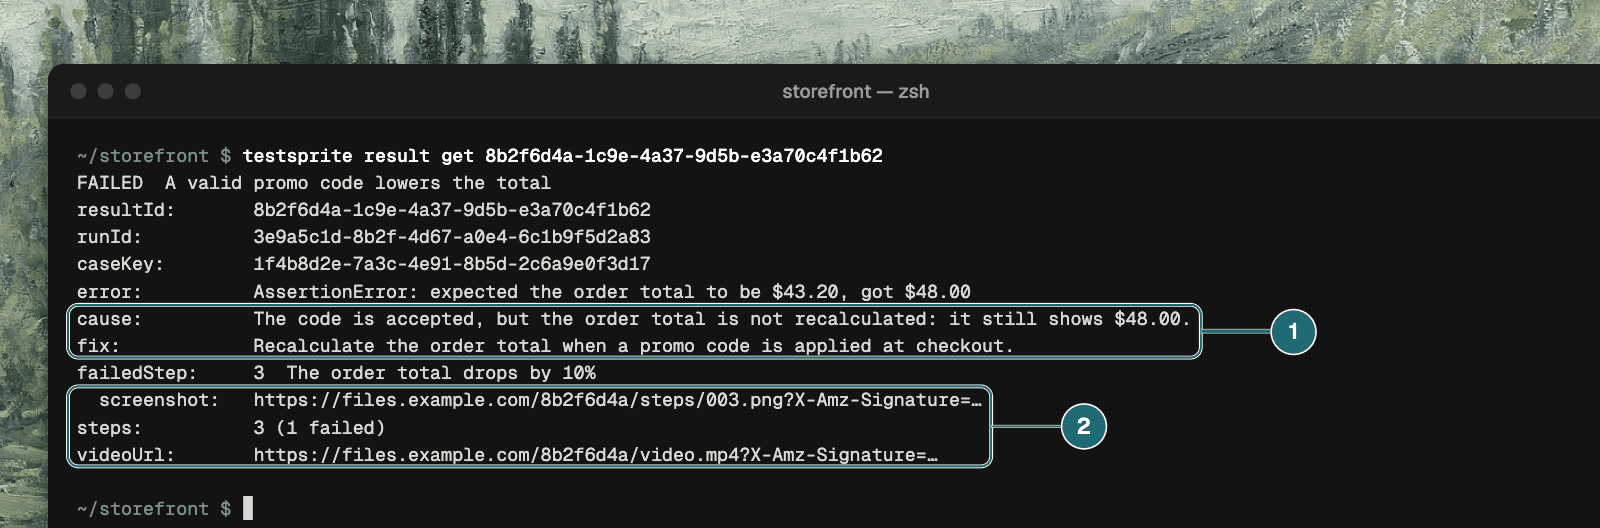 storefront — zsh
~/storefront $ testsprite result get 8b2f6d4a-1c9e-4a37-9d5b-e3a70c4f1b62
FAILED  A valid promo code lowers the total
resultId:       8b2f6d4a-1c9e-4a37-9d5b-e3a70c4f1b62
runId:          3e9a5c1d-8b2f-4d67-a0e4-6c1b9f5d2a83
caseKey:        1f4b8d2e-7a3c-4e91-8b5d-2c6a9e0f3d17
error:          AssertionError: expected the order total to be $43.20, got $48.00
cause:          The code is accepted, but the order total is not recalculated: it still shows $48.00.
fix:            Recalculate the order total when a promo code is applied at checkout.
1
failedStep:     3  The order total drops by 10%
  screenshot:   https://files.example.com/8b2f6d4a/steps/003.png?X-Amz-Signature=…
steps:          3 (1 failed)
videoUrl:       https://files.example.com/8b2f6d4a/video.mp4?X-Amz-Signature=…
2
~/storefront $